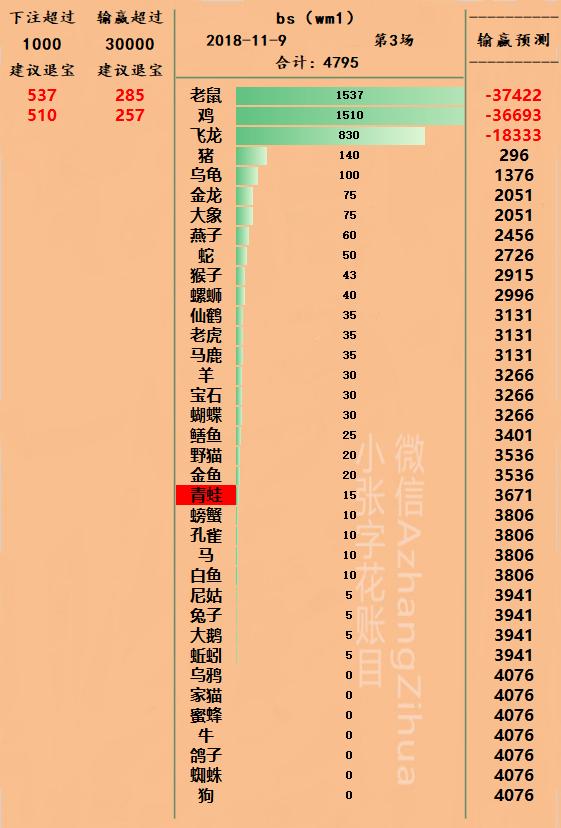 下注超过 输赢超过
1000 30000
建议退宝 建议退宝
537 285
510 257
bs（wm1）
2018-11-9 第3场
合计：4795
输赢预测
老鼠 1537 -37422
鸡 1510 -36693
飞龙 830 -18333
猪 140 296
乌龟 100 1376
金龙 75 2051
大象 75 2051
燕子 60 2456
蛇 50 2726
猴子 43 2915
螺蛳 40 2996
仙鹤 35 3131
老虎 35 3131
马鹿 35 3131
羊 30 3266
宝石 30 3266
蝴蝶 30 3266
鳝鱼 25 3401
野猫 20 3536
金鱼 20 3536
青蛙 15 3671
螃蟹 10 3806
孔雀 10 3806
马 10 3806
白鱼 10 3806
尼姑 5 3941
兔子 5 3941
大鹅 5 3941
蚯蚓 5 3941
乌鸦 0 4076
家猫 0 4076
蜜蜂 0 4076
牛 0 4076
鸽子 0 4076
蜘蛛 0 4076
狗 0 4076
微信AzhangZihua
小张字花账目